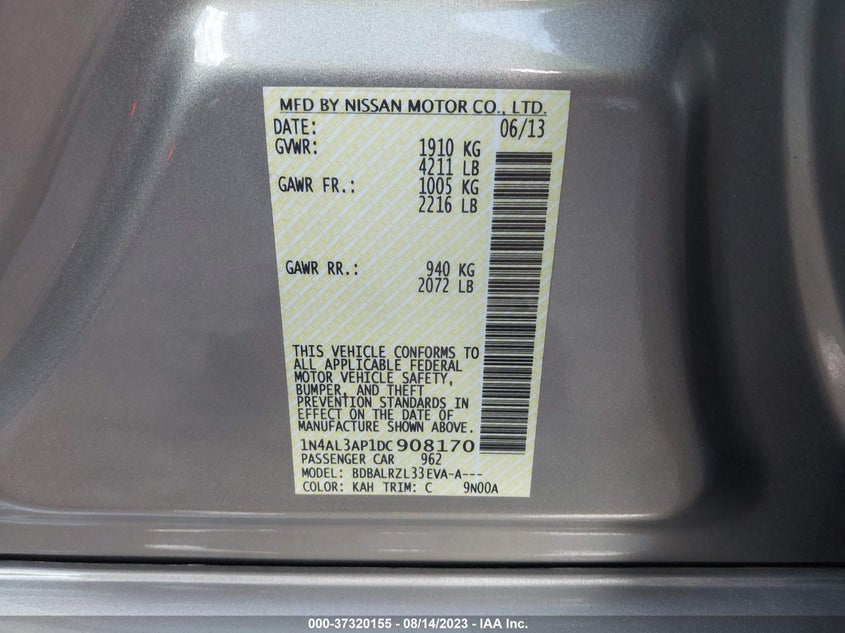 MFD BY NISSAN MOTOR CO., LTD.
DATE: 06/13
GVWR: 1910 KG
4211 LB
GAWR FR.: 1005 KG
2216 LB
GAWR RR.: 940 KG
2072 LB
THIS VEHICLE CONFORMS TO
ALL APPLICABLE FEDERAL
MOTOR VEHICLE SAFETY,
BUMPER, AND THEFT
PREVENTION STANDARDS IN
EFFECT ON THE DATE OF
MANUFACTURE SHOWN ABOVE.
1N4AL3AP1DC908170
PASSENGER CAR 962
MODEL: BDBALRZL33EVA-A---
COLOR: KAH TRIM: C 9N00A
000-37320155 - 08/14/2023 - IAA Inc.